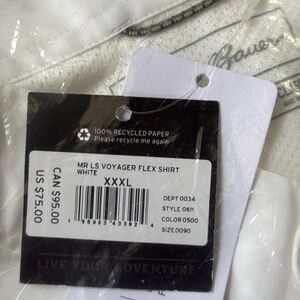 Bauer
100% RECYCLED PAPER
Please recycle me again
MR LS VOYAGER FLEX SHIRT
WHITE
XXXL
CAN $95.00
US $75.00
DEPT 0034
STYLE 0611
COLOR 0500
SIZE 0090
LIVE YOUR ADVENTURE